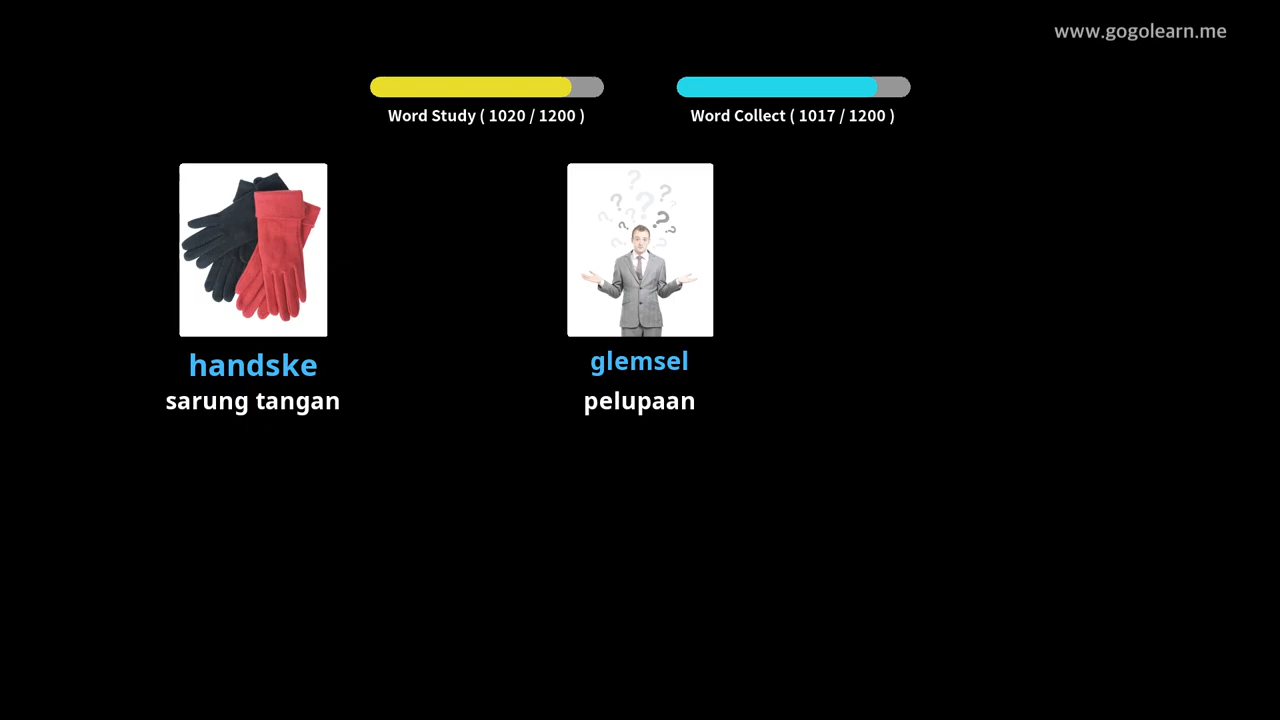 www.gogolearn.me
Word Study ( 1020 / 1200 )
Word Collect ( 1017 / 1200 )
handske
sarung tangan
glemsel
pelupaan